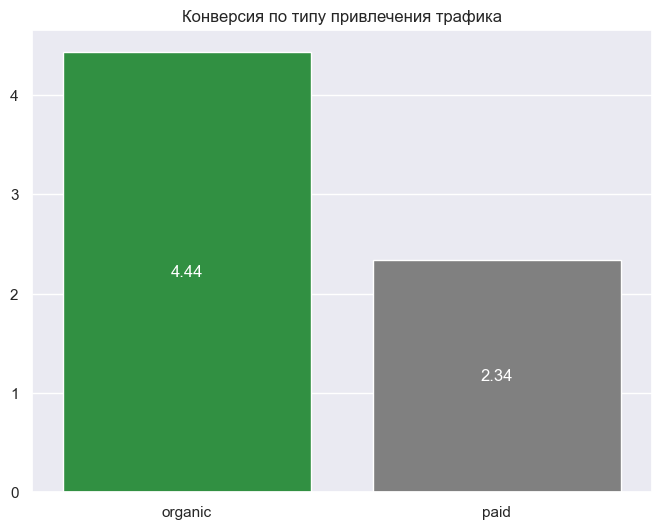 Конверсия по типу привлечения трафика
4
3
2
1
0
4.44
2.34
organic
paid